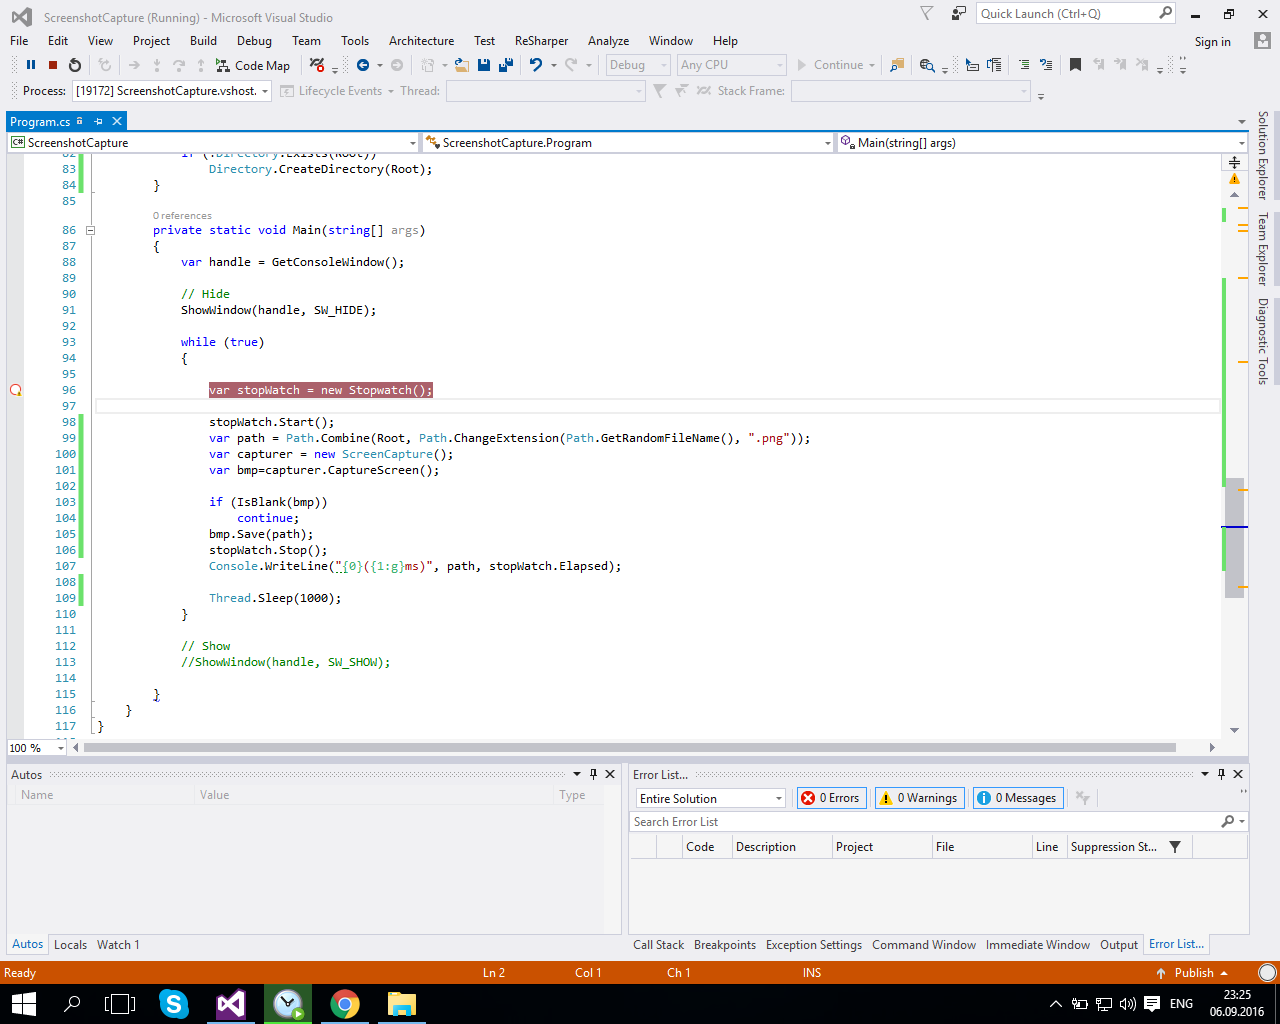 ScreenshotCapture (Running) - Microsoft Visual Studio
Quick Launch (Ctrl+Q)
File Edit View Project Build Debug Team Tools Architecture Test ReSharper Analyze Window Help
Sign in
Code Map Debug Any CPU Continue
Process: [19172] ScreenshotCapture.vshost. Lifecycle Events Thread: Stack Frame:
Program.cs
C# ScreenshotCapture ScreenshotCapture.Program Main(string[] args)
82 if (!Directory.Exists(Root))
83 Directory.CreateDirectory(Root);
84 }
85
0 references
86 private static void Main(string[] args)
87 {
88 var handle = GetConsoleWindow();
89
90 // Hide
91 ShowWindow(handle, SW_HIDE);
92
93 while (true)
94 {
95
96 var stopWatch = new Stopwatch();
97
98 stopWatch.Start();
99 var path = Path.Combine(Root, Path.ChangeExtension(Path.GetRandomFileName(), ".png"));
100 var capturer = new ScreenCapture();
101 var bmp=capturer.CaptureScreen();
102
103 if (IsBlank(bmp))
104 continue;
105 bmp.Save(path);
106 stopWatch.Stop();
107 Console.WriteLine("{0}({1:g}ms)", path, stopWatch.Elapsed);
108
109 Thread.Sleep(1000);
110 }
111
112 // Show
113 //ShowWindow(handle, SW_SHOW);
114
115 }
116 }
117 }
100 %
Solution Explorer
Team Explorer
Diagnostic Tools
Autos
Name Value Type
Autos Locals Watch 1
Error List...
Entire Solution 0 Errors 0 Warnings 0 Messages
Search Error List
Code Description Project File Line Suppression St...
Call Stack Breakpoints Exception Settings Command Window Immediate Window Output Error List...
Ready Ln 2 Col 1 Ch 1 INS Publish
ENG
23:25
06.09.2016